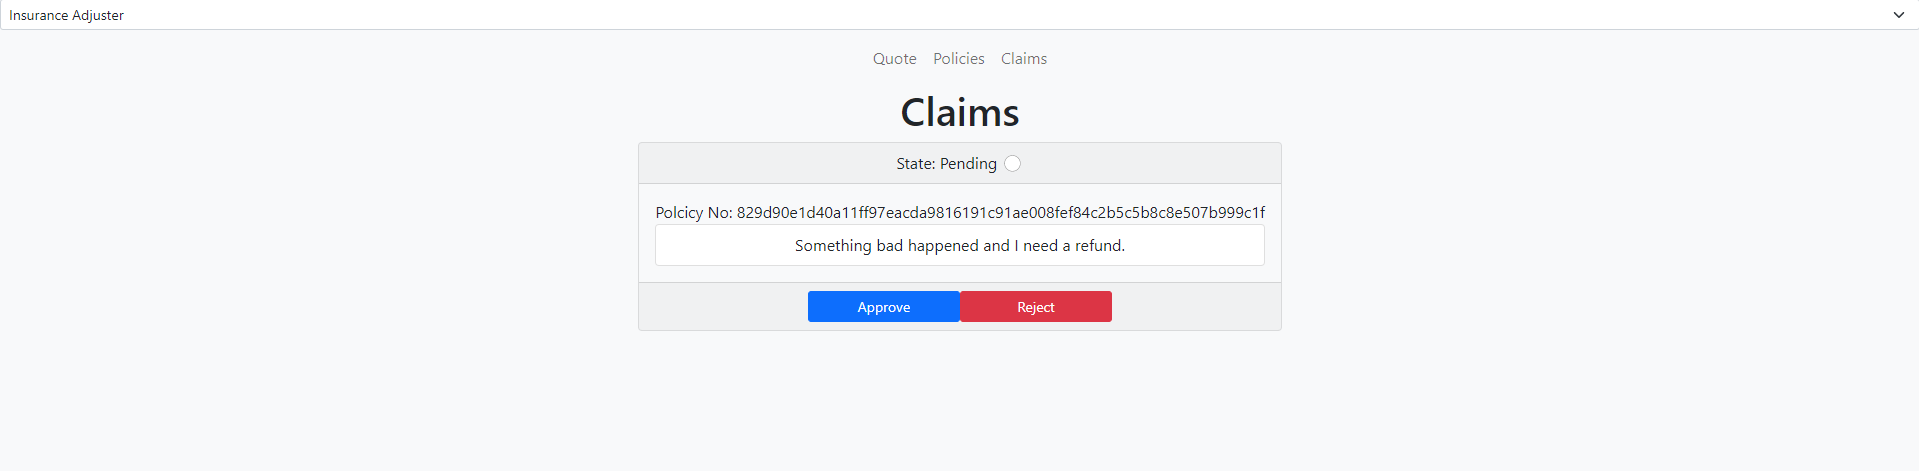 Insurance Adjuster
Quote Policies Claims
Claims
State: Pending
Polcicy No: 829d90e1d40a11ff97eacda9816191c91ae008fef84c2b5c5b8c8e507b999c1f
Something bad happened and I need a refund.
Approve Reject